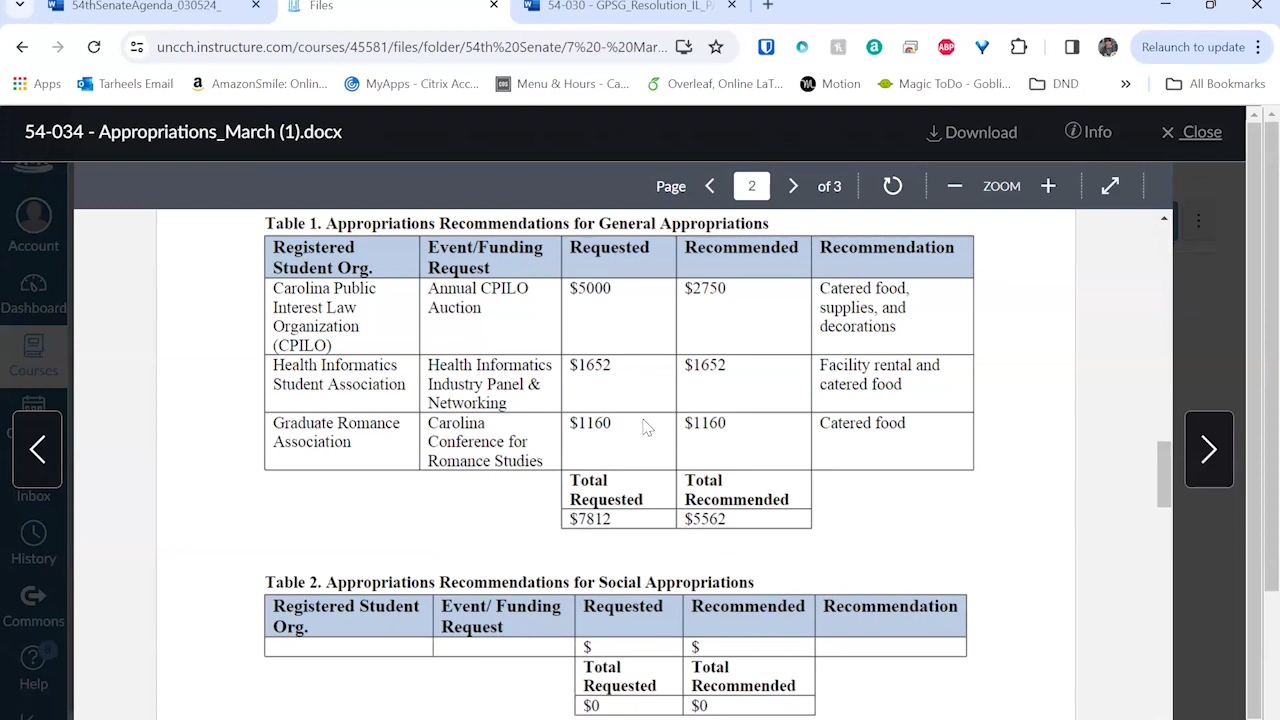 54thSenateAgenda_030524_
Files
uncch.instructure.com/courses/45581/files/folder/54th%20Senate/7%20-%20Mar...
Relaunch to update
Apps
Tarheels Email
AmazonSmile: Onlin...
MyApps - Citrix Acc...
Menu & Hours - Ca...
Overleaf, Online LaT...
Motion
Magic ToDo - Gobli...
DND
All Bookmarks
54-034 - Appropriations_March (1).docx
Download
Info
Close
Page
2
of 3
ZOOM
Account
Dashboard
Courses
Inbox
History
Commons
Help
Table 1. Appropriations Recommendations for General Appropriations
Registered
Student Org.
Event/Funding
Request
Requested
Recommended
Recommendation
Carolina Public
Interest Law
Organization
(CPILO)
Annual CPILO
Auction
$5000
$2750
Catered food,
supplies, and
decorations
Health Informatics
Student Association
Health Informatics
Industry Panel &
Networking
$1652
$1652
Facility rental and
catered food
Graduate Romance
Association
Carolina
Conference for
Romance Studies
$1160
$1160
Catered food
Total
Requested
Total
Recommended
$7812
$5562
Table 2. Appropriations Recommendations for Social Appropriations
Registered Student
Org.
Event/ Funding
Request
Requested
Recommended
Recommendation
$
$
Total
Requested
Total
Recommended
$0
$0